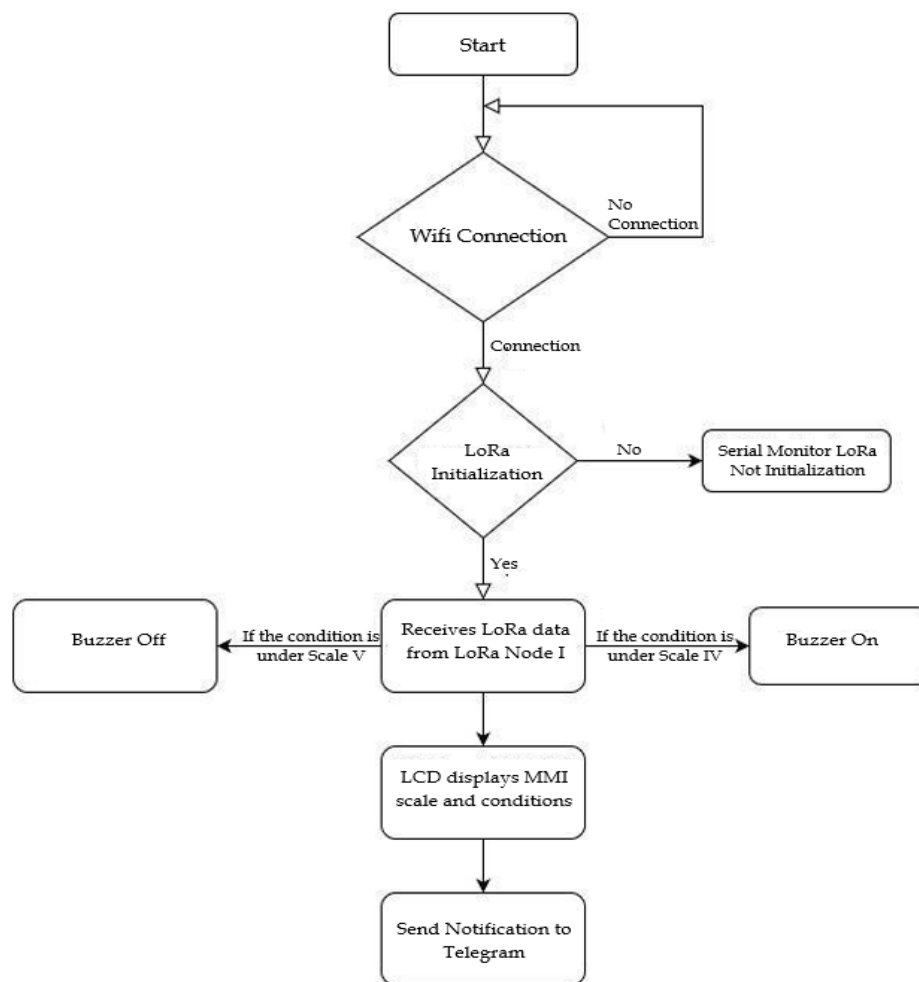 Start
No
Connection
Wifi Connection
Connection
LoRa
Initialization
No
Serial Monitor LoRa
Not Initialization
Yes
Buzzer Off
If the condition is
under Scale V
Receives LoRa data
from LoRa Node I
If the condition is
under Scale IV
Buzzer On
LCD displays MMI
scale and conditions
Send Notification to
Telegram